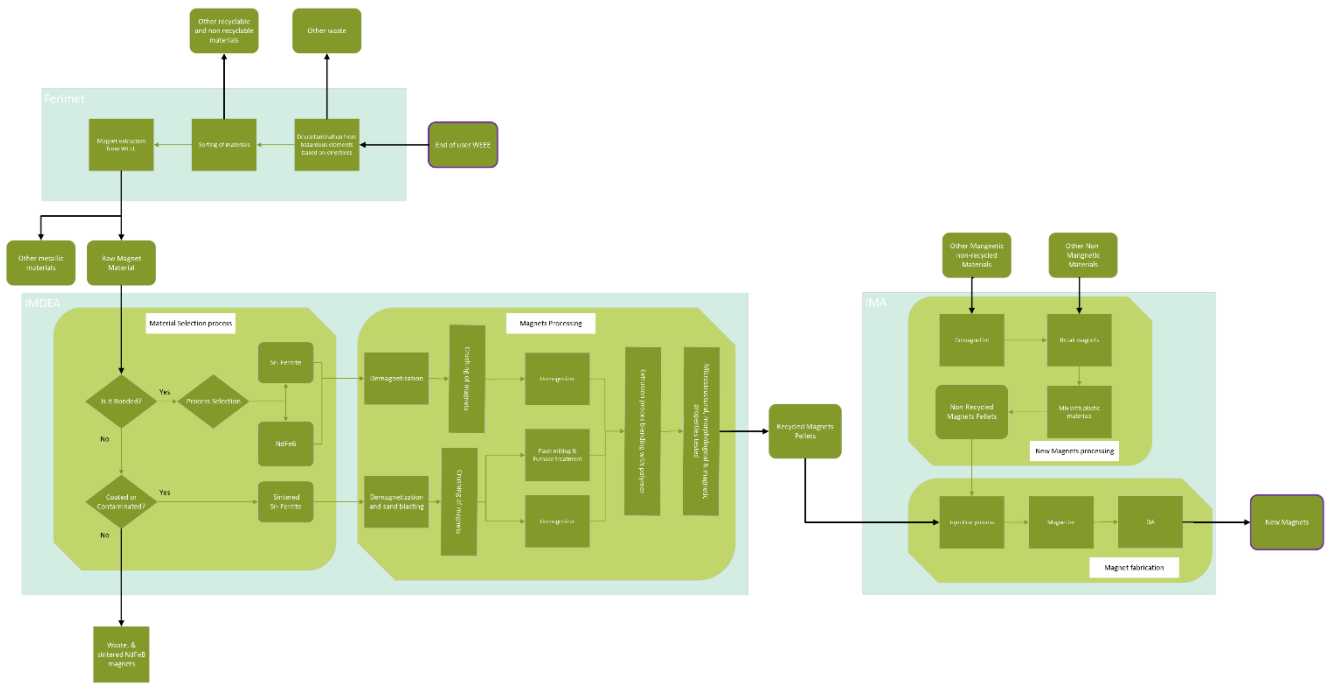 Other recyclable
and non recyclable
materials
Other waste
Ferimet
Magnet extraction
from WEEE
Sorting of materials
Decontamination from
hazardous elements
based on directives
End of user WEEE
Other metallic
materials
Raw Magnet
Material
IMDEA
Material Selection process
Is it Bonded?
Yes
Process Selection
Sr- Ferrite
NdFeB
No
Coated or
Contaminated?
Yes
Sintered
Sr- Ferrite
No
Waste, &
sintered NdFeB
magnets
Magnets Processing
Demagnetization
Crushing of magnets
Demagnetization
and sand blasting
Crushing of magnets
Flash milling &
Furnace treatment
Extrusion process blending with polymer
Microstructural, morphological & magnetic
properties tested
Recycled Magnets
Pellets
Other Mangnetic
non-recycled
Materials
Other Non
Mangnetic
Materials
IMA
Demagnetize
Break magnets
Non Recycled
Magnets Pellets
Mix with plastic
materials
New Magnets processing
Injection process
Magnetize
QA
Magnet fabrication
New Magnets